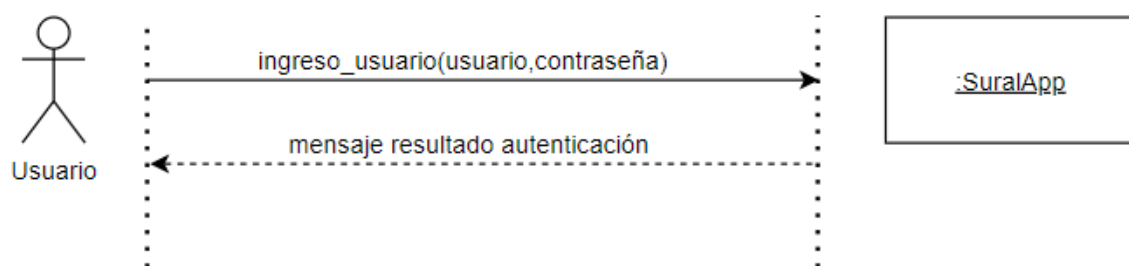 ingreso_usuario(usuario,contraseña)
:SuralApp
mensaje resultado autenticación
Usuario